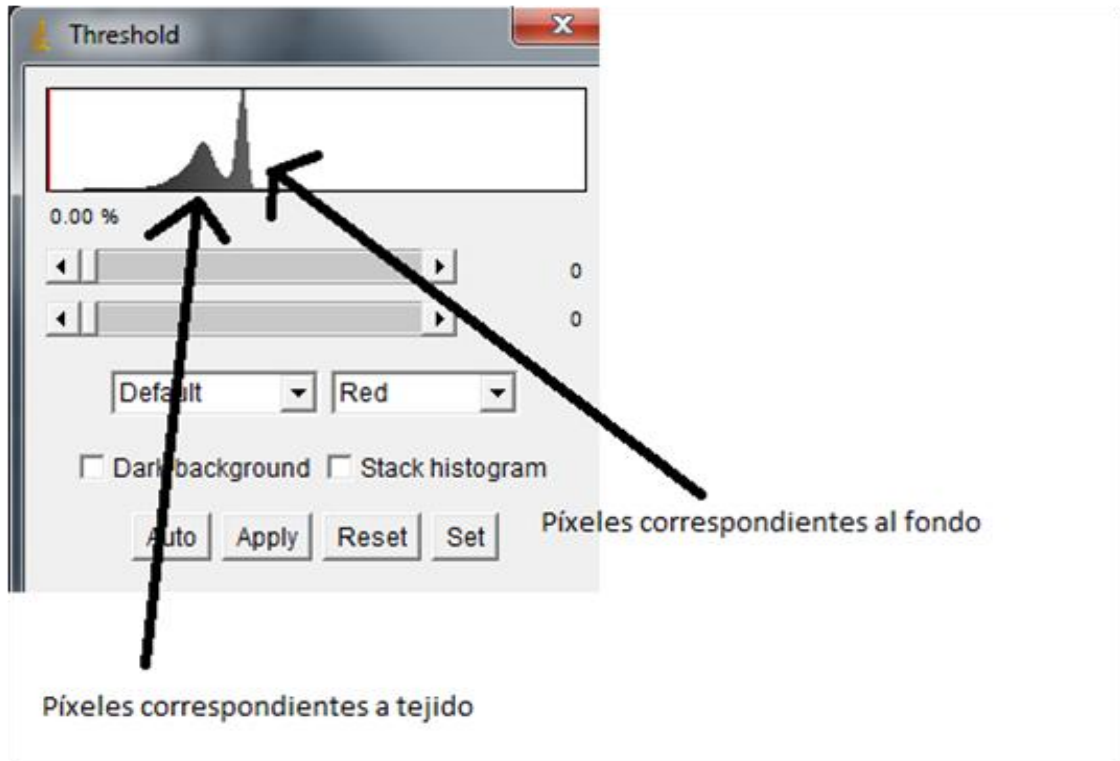 Threshold
0.00 %
0
0
Default
Red
Dark background
Stack histogram
Auto
Apply
Reset
Set
Píxeles correspondientes al fondo
Píxeles correspondientes a tejido